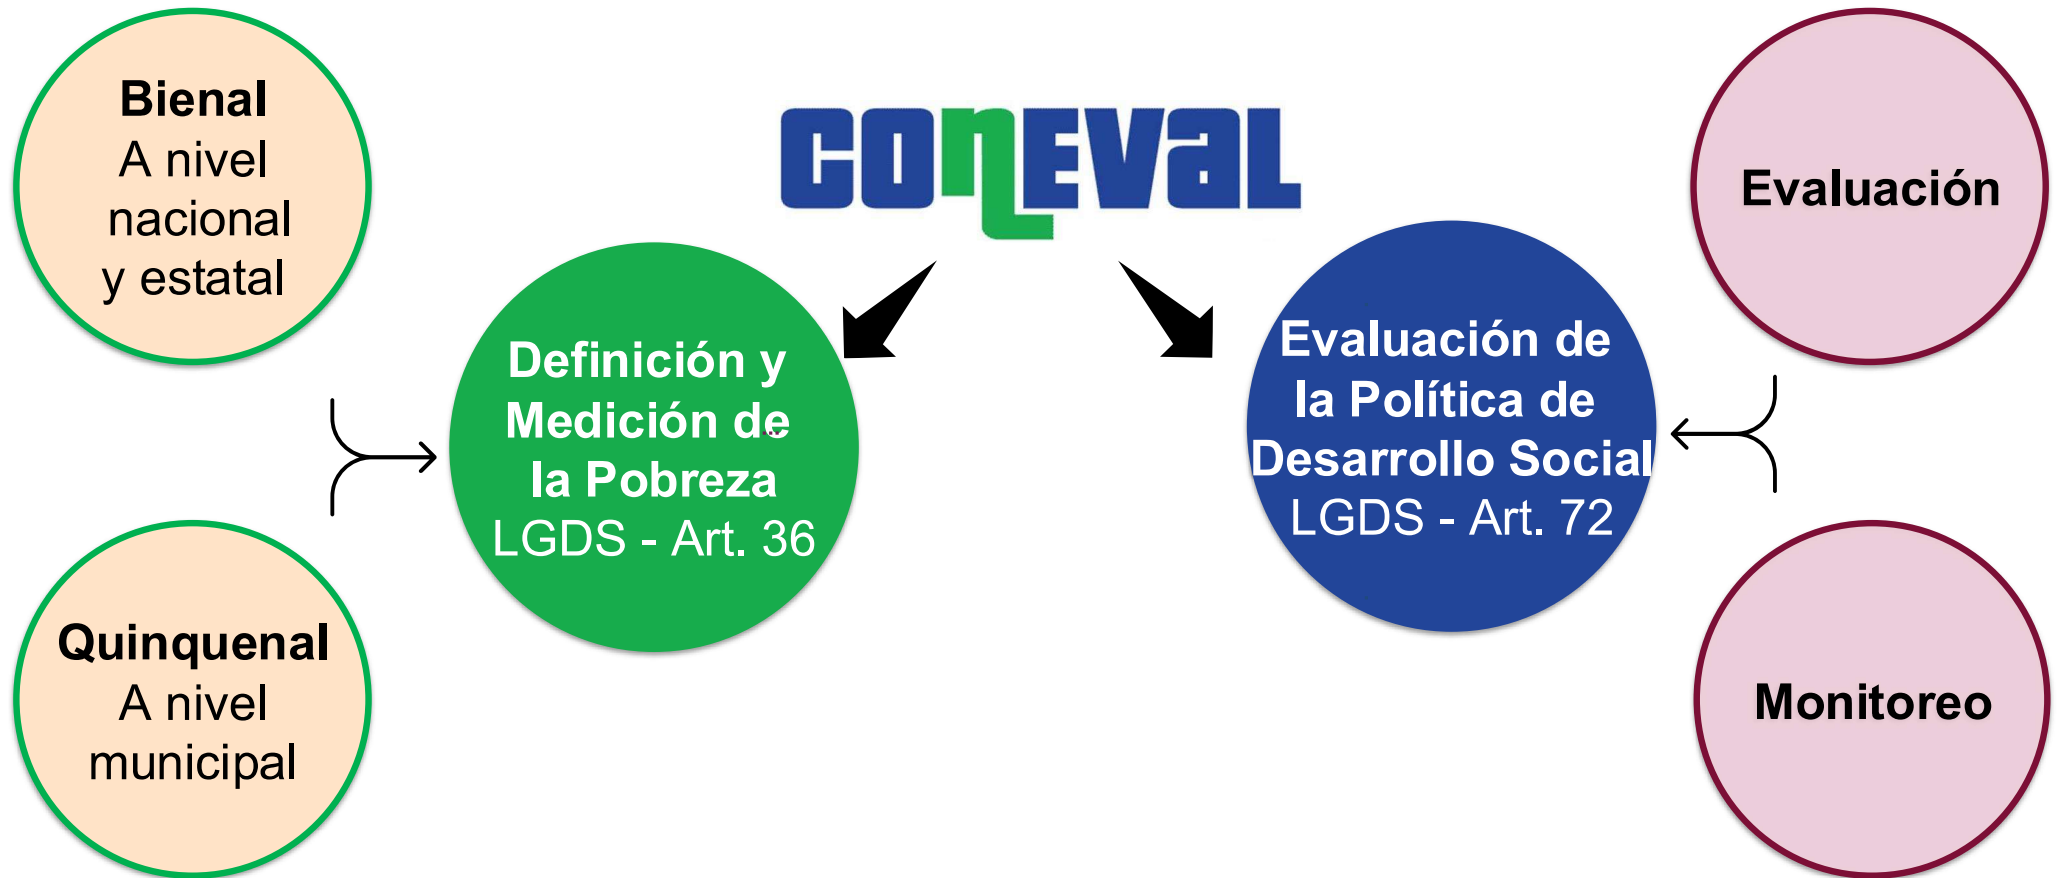 Bienal
A nivel
nacional
y estatal
Quinquenal
A nivel
municipal
coneval
Definición y
Medición de
la Pobreza
LGDS - Art. 36
Evaluación de
la Política de
Desarrollo Social
LGDS - Art. 72
Evaluación
Monitoreo